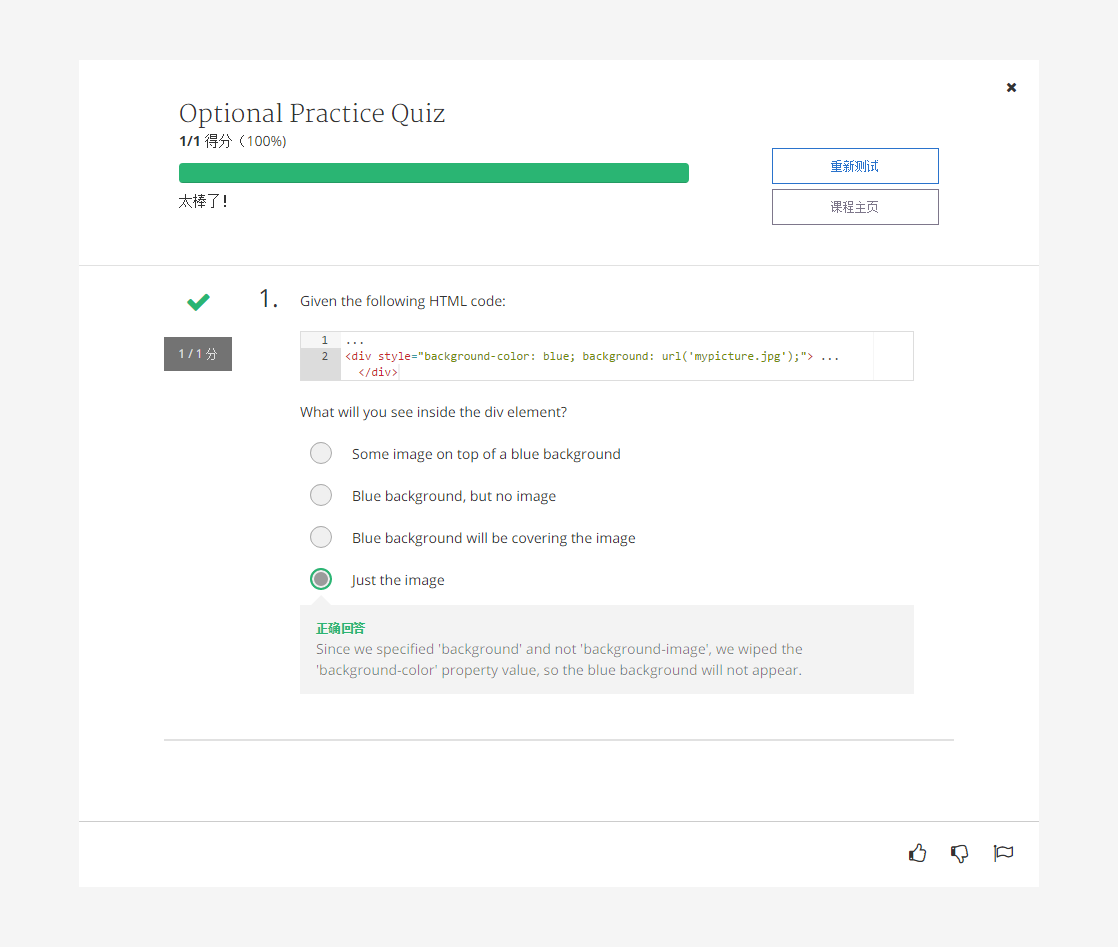 Optional Practice Quiz
1/1 得分（100%)
太棒了！
重新测试
课程主页
1 / 1 分
1.
Given the following HTML code:
1 ...
2 <div style="background-color: blue; background: url('mypicture.jpg');"> ...
</div>
What will you see inside the div element?
Some image on top of a blue background
Blue background, but no image
Blue background will be covering the image
Just the image
正确回答
Since we specified 'background' and not 'background-image', we wiped the
'background-color' property value, so the blue background will not appear.